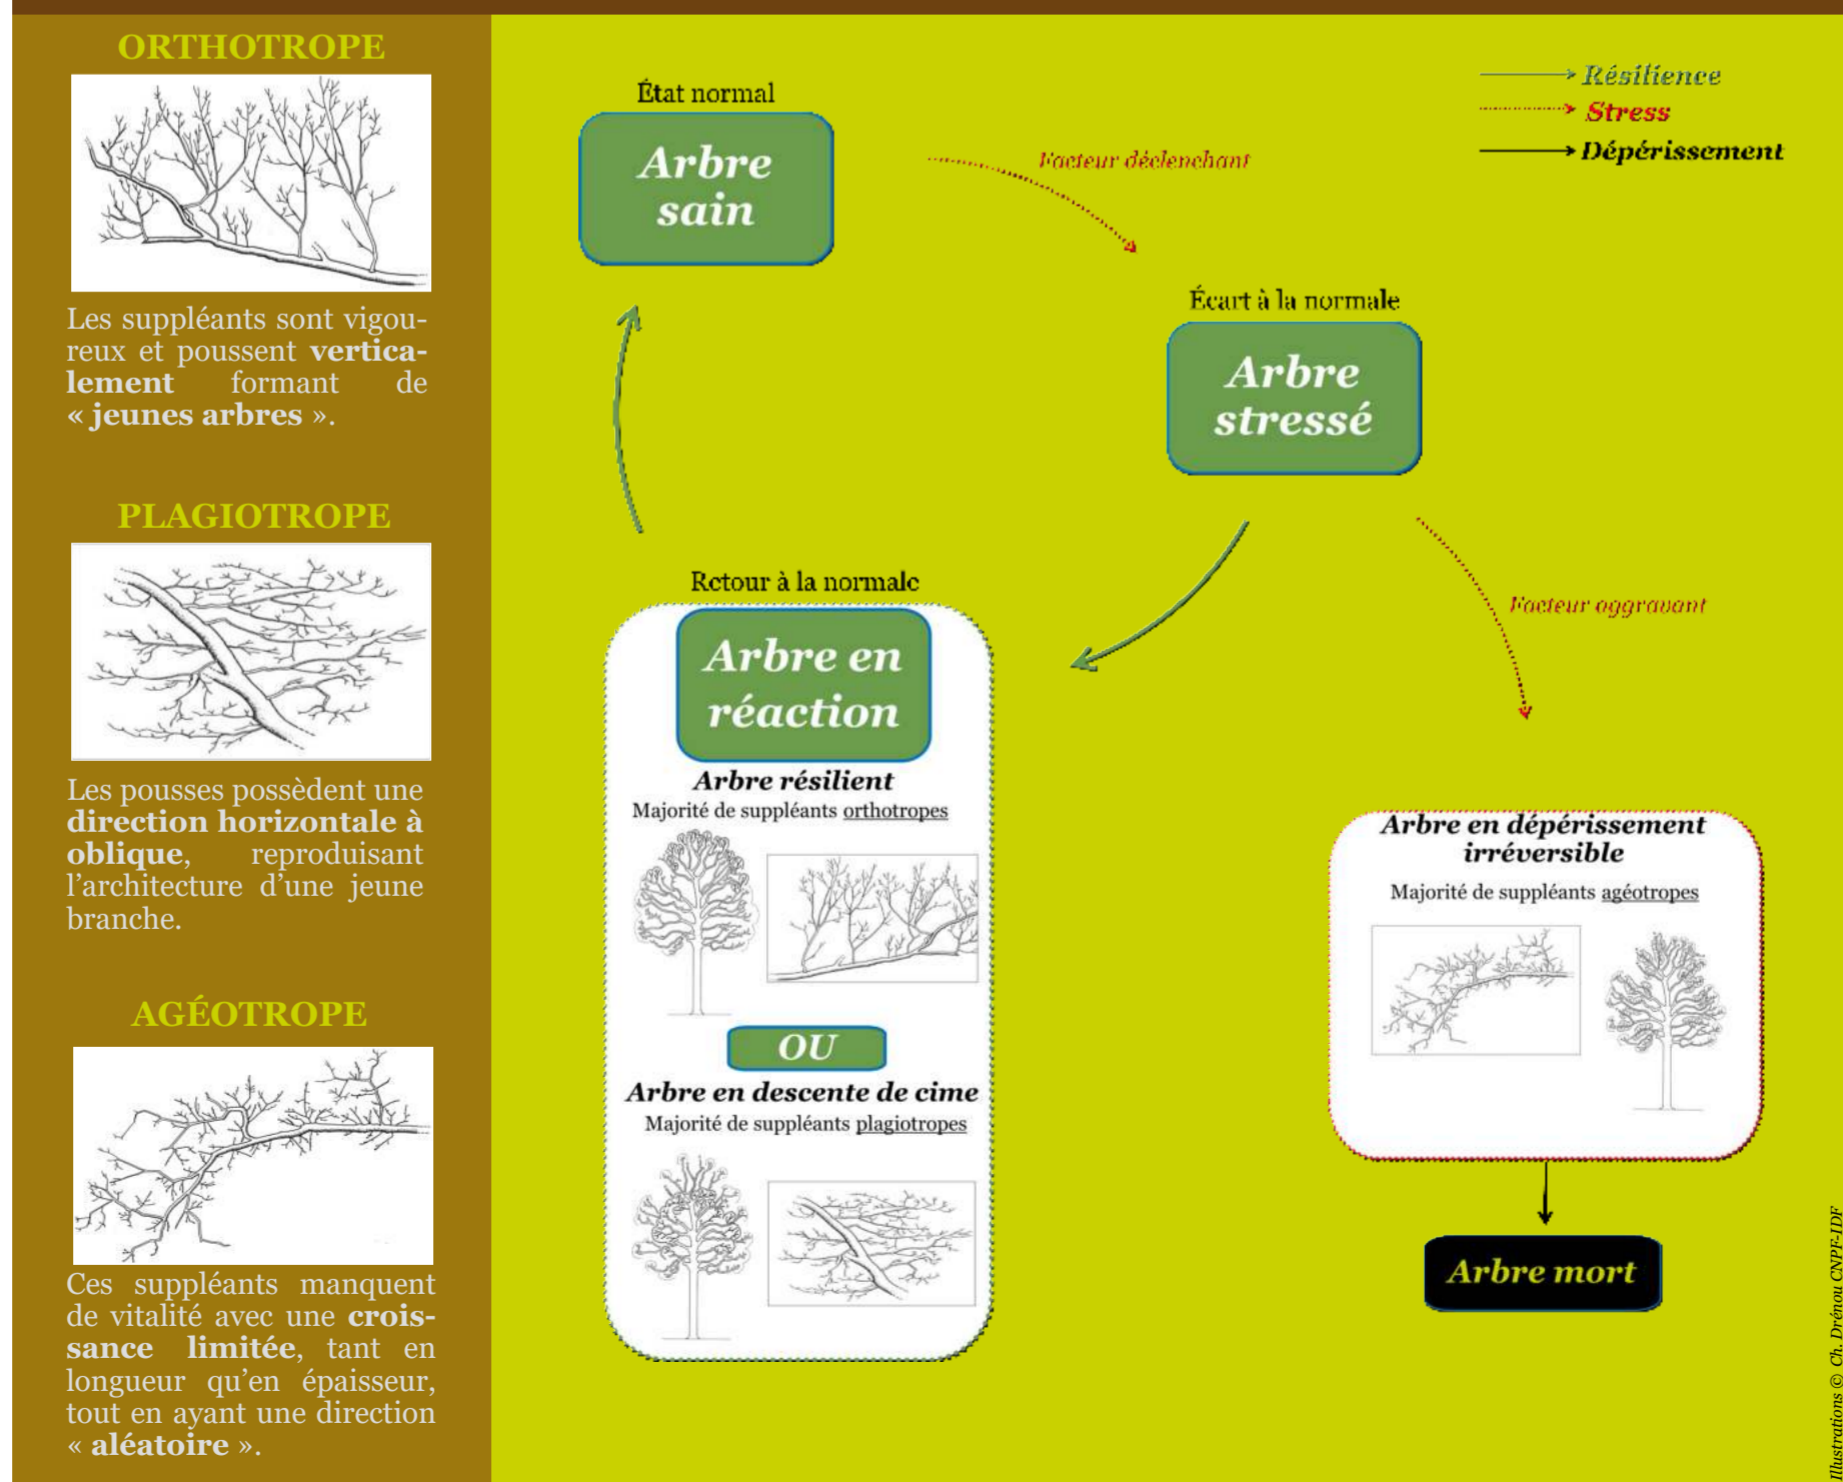 ORTHOTROPE
Les suppléants sont vigou-
reux et poussent vertica-
lement formant de
« jeunes arbres ».
PLAGIOTROPE
Les pousses possèdent une
direction horizontale à
oblique, reproduisant
l'architecture d'une jeune
branche.
AGÉOTROPE
Ces suppléants manquent
de vitalité avec une crois-
sance limitée, tant en
longueur qu'en épaisseur,
tout en ayant une direction
« aléatoire ».
Résilience
Stress
Dépérissement
État normal
Arbre
sain
Facteur déclenchant
Écart à la normale
Arbre
stressé
Facteur aggravant
Retour à la normale
Arbre en
réaction
Arbre résilient
Majorité de suppléants orthotropes
OU
Arbre en descente de cime
Majorité de suppléants plagiotropes
Arbre en dépérissement
irréversible
Majorité de suppléants agéotropes
Arbre mort
Illustrations © Ch. Drénou CNPF-IDF